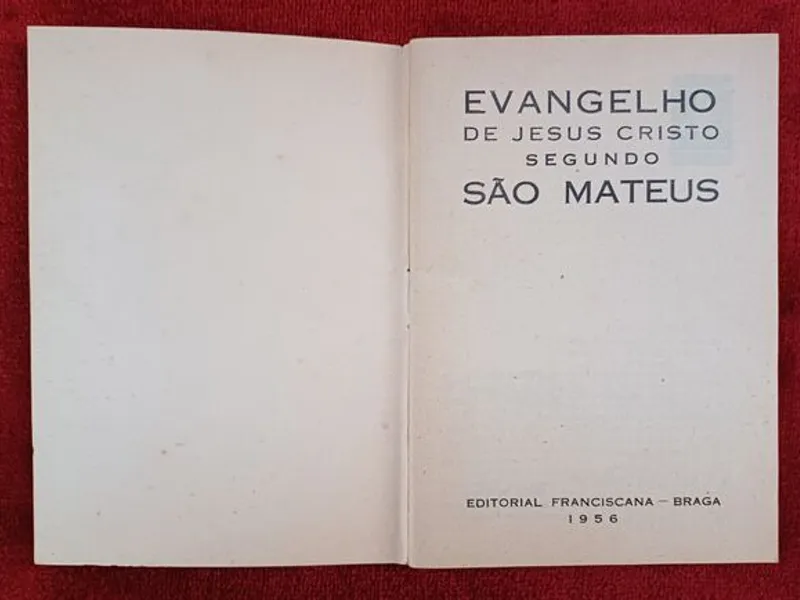 EVANGELHO
DE JESUS CRISTO
SEGUNDO
SÃO MATEUS
EDITORIAL FRANCISCANA — BRAGA
1956